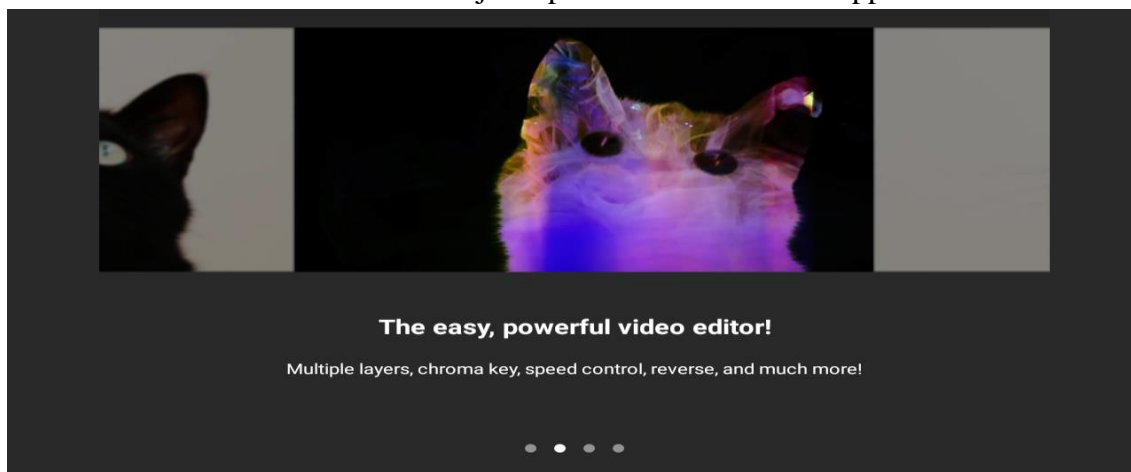 The easy, powerful video editor!
Multiple layers, chroma key, speed control, reverse, and much more!